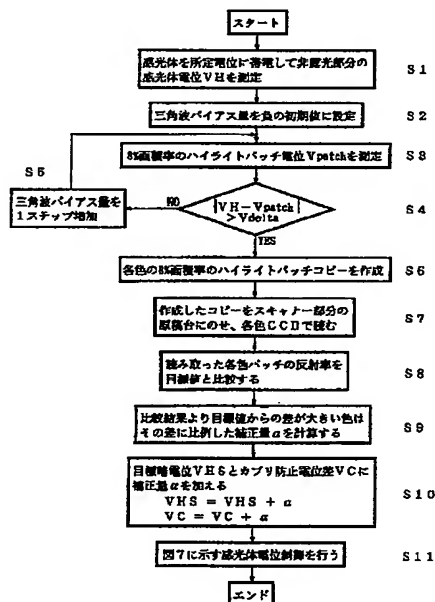 スタート
感光体を所定電位に帯電して非露光部分の
感光体電位VHを測定
S1
三角波バイアス量を負の初期値に設定
S2
8%面積率のハイライトパッチ電位Vpatchを測定
S3
S5
三角波バイアス量を
1ステップ増加
NO
|VH-Vpatch|
>Vdelta
S4
YES
各色の8%面積率のハイライトパッチコピーを作成
S6
作成したコピーをスキャナー部分の
原稿台にのせ、各色CCDで読む
S7
読み取った各色パッチの反射率を
目標値と比較する
S8
比較結果より目標値からの差が大きい色は
その差に比例した補正量αを計算する
S9
目標暗電位VHSとカブリ防止電位差VCに
補正量αを加える
VHS = VHS + α
VC = VC + α
S10
図7に示す感光体電位制御を行う
S11
エンド